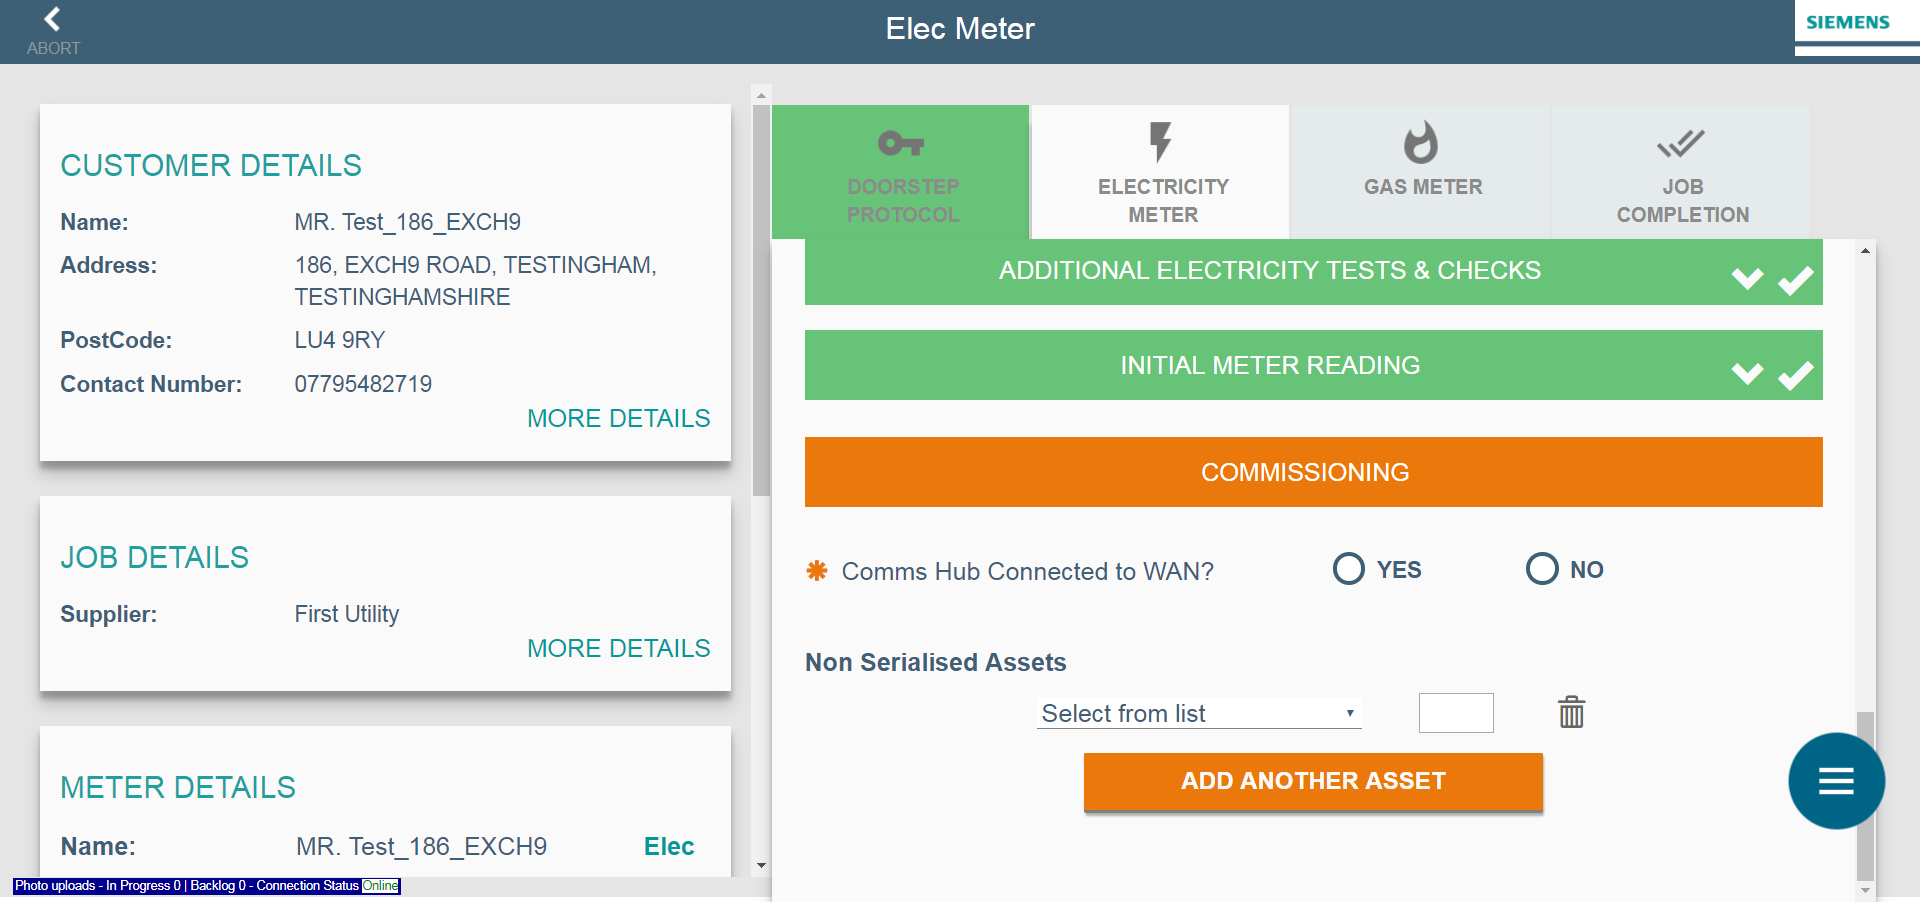 ABORT
Elec Meter
SIEMENS
CUSTOMER DETAILS
Name: MR. Test_186_EXCH9
Address: 186, EXCH9 ROAD, TESTINGHAM,
TESTINGHAMSHIRE
PostCode: LU4 9RY
Contact Number: 07795482719
MORE DETAILS
JOB DETAILS
Supplier: First Utility
MORE DETAILS
METER DETAILS
Name: MR. Test_186_EXCH9 Elec
Photo uploads - In Progress 0 | Backlog 0 - Connection Status Online
DOORSTEP
PROTOCOL
ELECTRICITY
METER
GAS METER
JOB
COMPLETION
ADDITIONAL ELECTRICITY TESTS & CHECKS
INITIAL METER READING
COMMISSIONING
✱ Comms Hub Connected to WAN? YES NO
Non Serialised Assets
Select from list
ADD ANOTHER ASSET